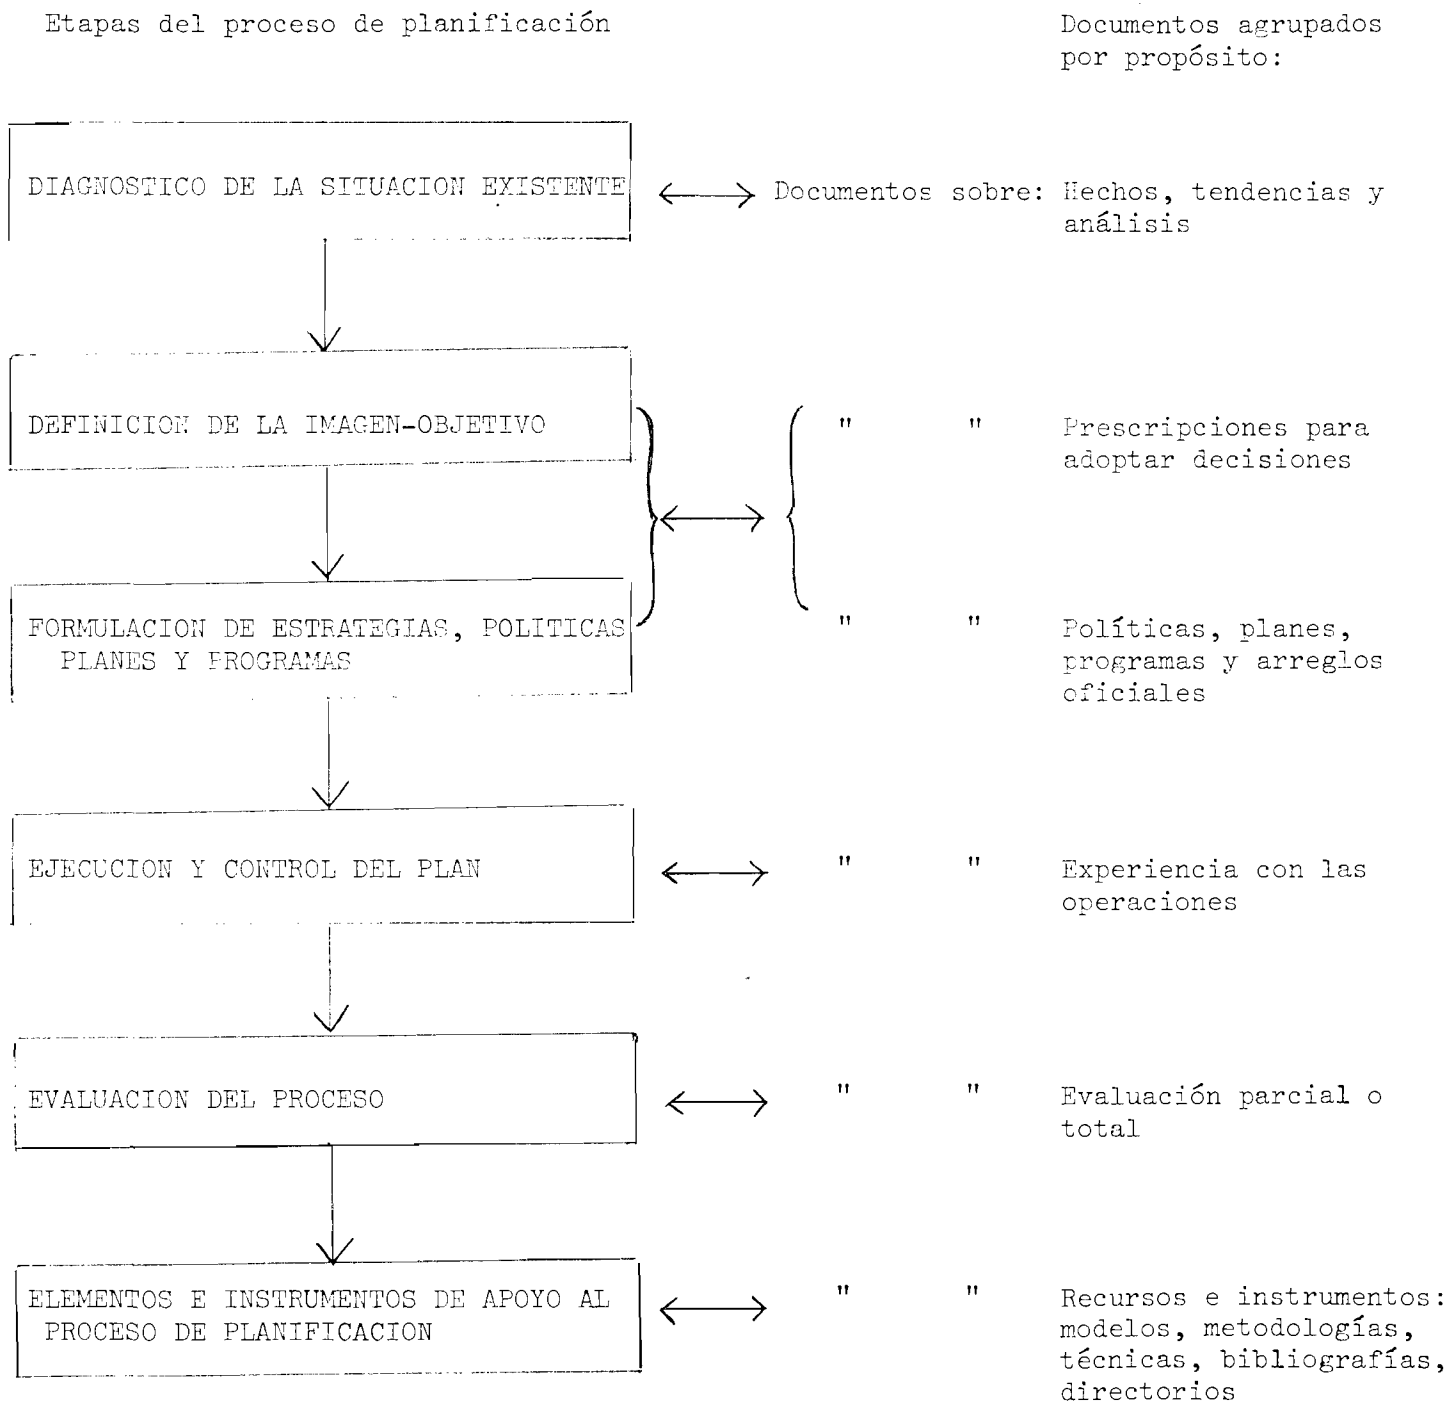 Etapas del proceso de planificación
Documentos agrupados
por propósito:
DIAGNOSTICO DE LA SITUACION EXISTENTE
Documentos sobre: Hechos, tendencias y
análisis
DEFINICION DE LA IMAGEN-OBJETIVO
" " Prescripciones para
adoptar decisiones
FORMULACION DE ESTRATEGIAS, POLITICAS
PLANES Y PROGRAMAS
" " Políticas, planes,
programas y arreglos
oficiales
EJECUCION Y CONTROL DEL PLAN
" " Experiencia con las
operaciones
EVALUACION DEL PROCESO
" " Evaluación parcial o
total
ELEMENTOS E INSTRUMENTOS DE APOYO AL
PROCESO DE PLANIFICACION
" " Recursos e instrumentos:
modelos, metodologías,
técnicas, bibliografías,
directorios